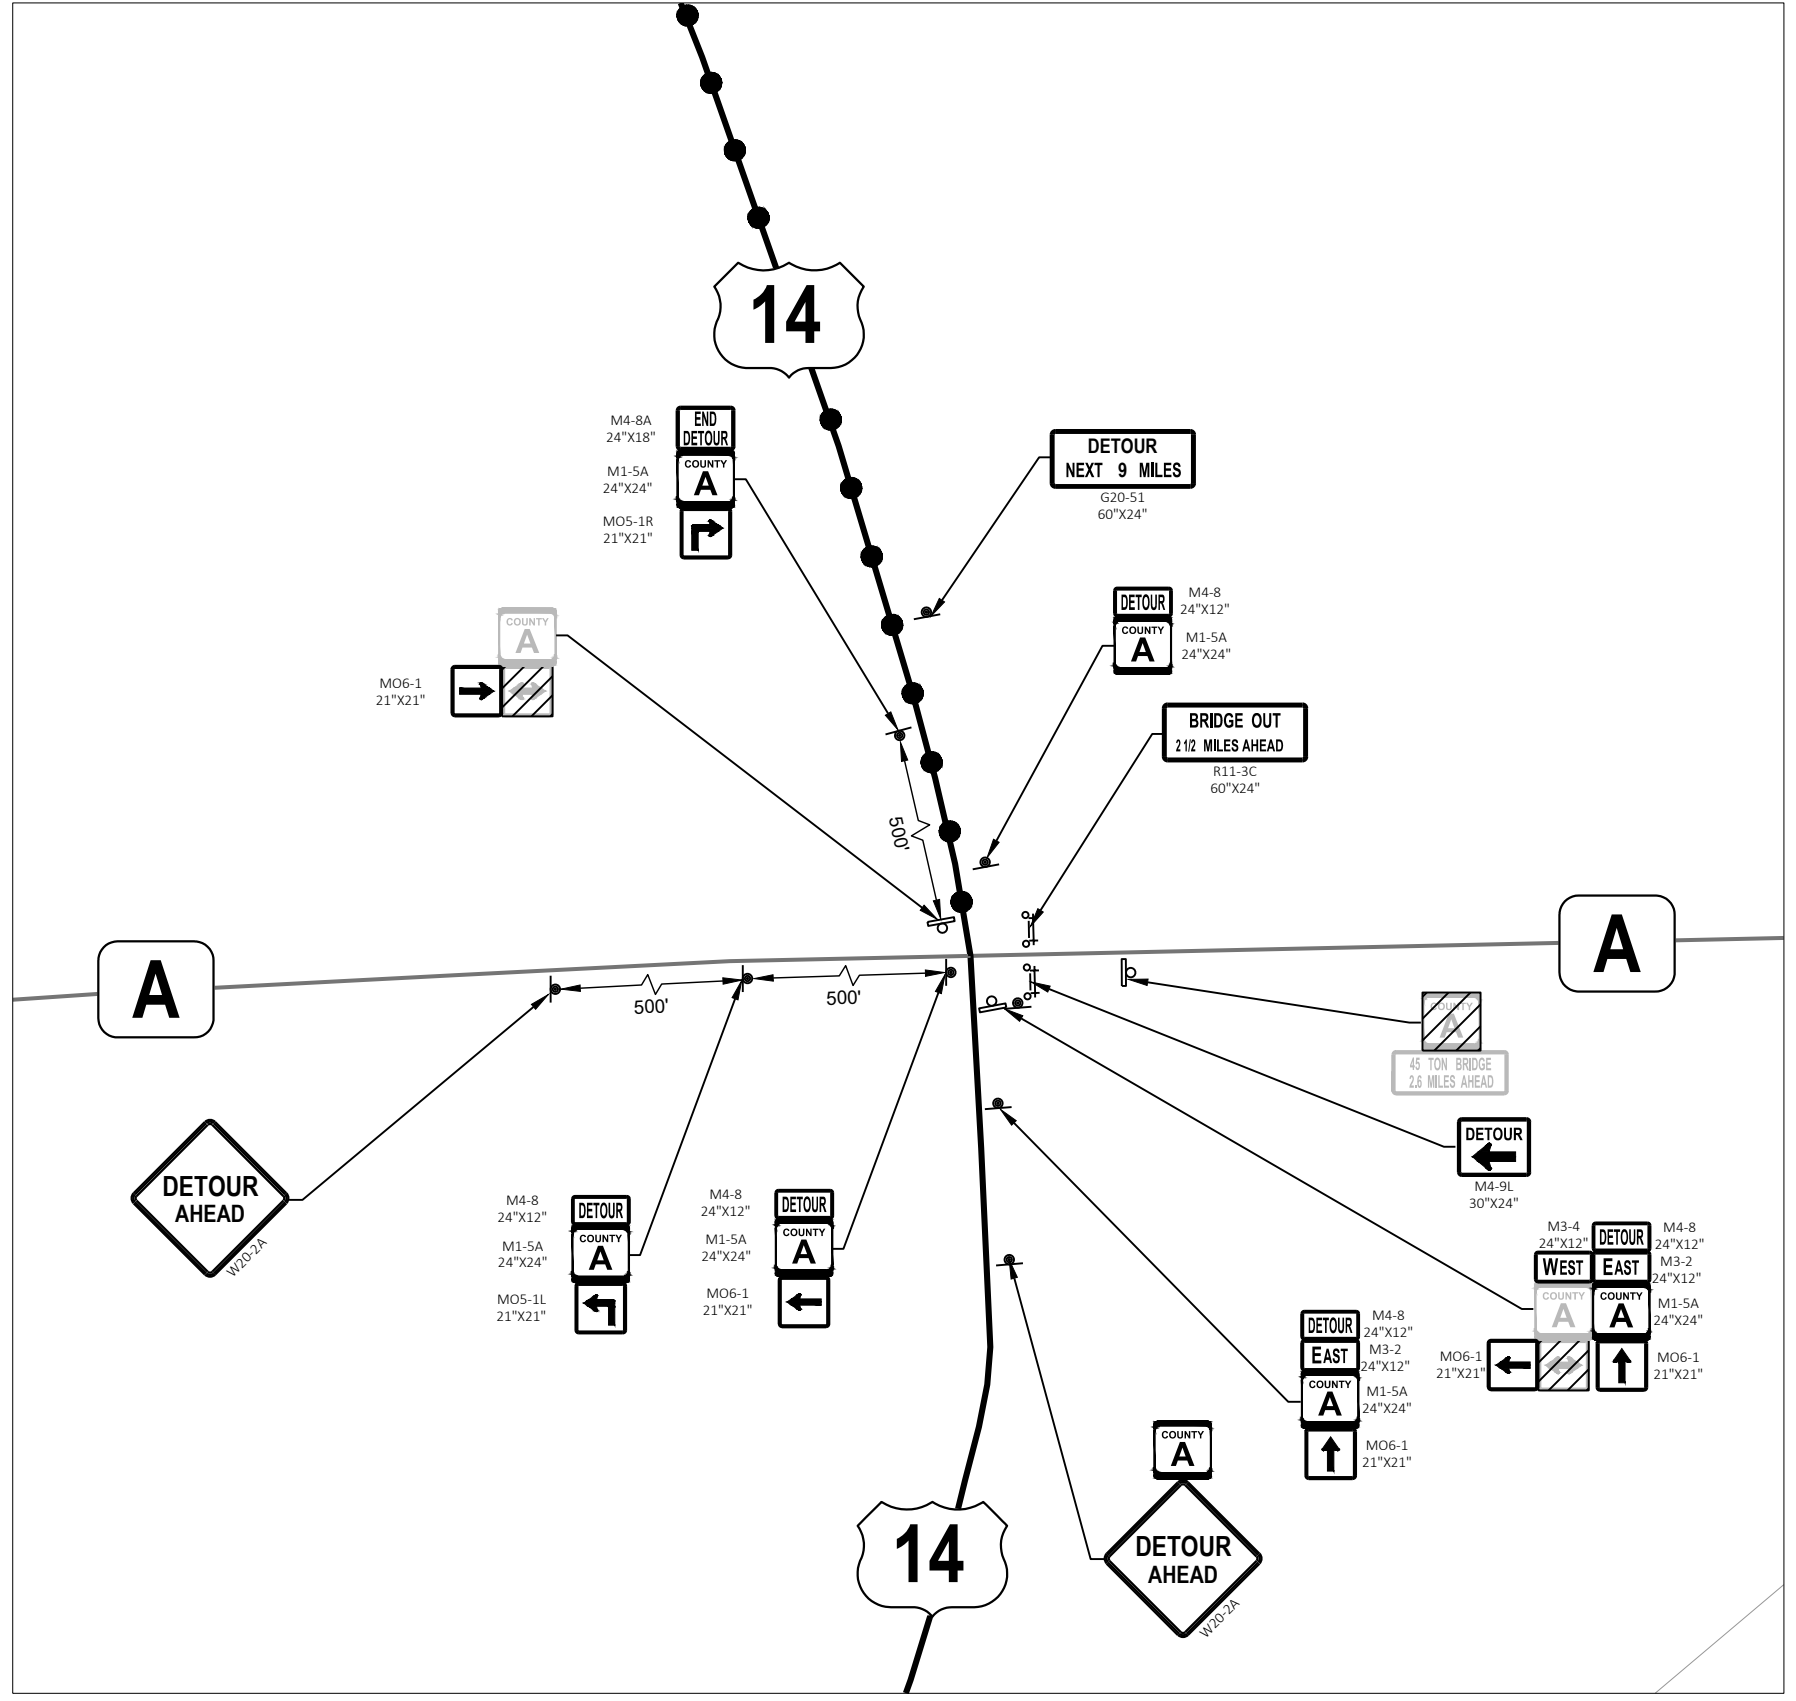 14
M4-8A
24"X18"
END
DETOUR
M1-5A
24"X24"
COUNTY
A
MO5-1R
21"X21"
DETOUR
NEXT 9 MILES
G20-51
60"X24"
COUNTY
A
MO6-1
21"X21"
DETOUR
M4-8
24"X12"
COUNTY
A
M1-5A
24"X24"
BRIDGE OUT
2 1/2 MILES AHEAD
R11-3C
60"X24"
500'
A
A
500'
500'
COUNTY
A
45 TON BRIDGE
2.6 MILES AHEAD
DETOUR
AHEAD
W20-2A
M4-8
24"X12"
DETOUR
M1-5A
24"X24"
COUNTY
A
MO5-1L
21"X21"
M4-8
24"X12"
DETOUR
M1-5A
24"X24"
COUNTY
A
MO6-1
21"X21"
DETOUR
M4-9L
30"X24"
M3-4
24"X12"
WEST
COUNTY
A
MO6-1
21"X21"
DETOUR
M4-8
24"X12"
EAST
M3-2
24"X12"
COUNTY
A
M1-5A
24"X24"
MO6-1
21"X21"
DETOUR
M4-8
24"X12"
EAST
M3-2
24"X12"
COUNTY
A
M1-5A
24"X24"
MO6-1
21"X21"
COUNTY
A
DETOUR
AHEAD
W20-2A
14